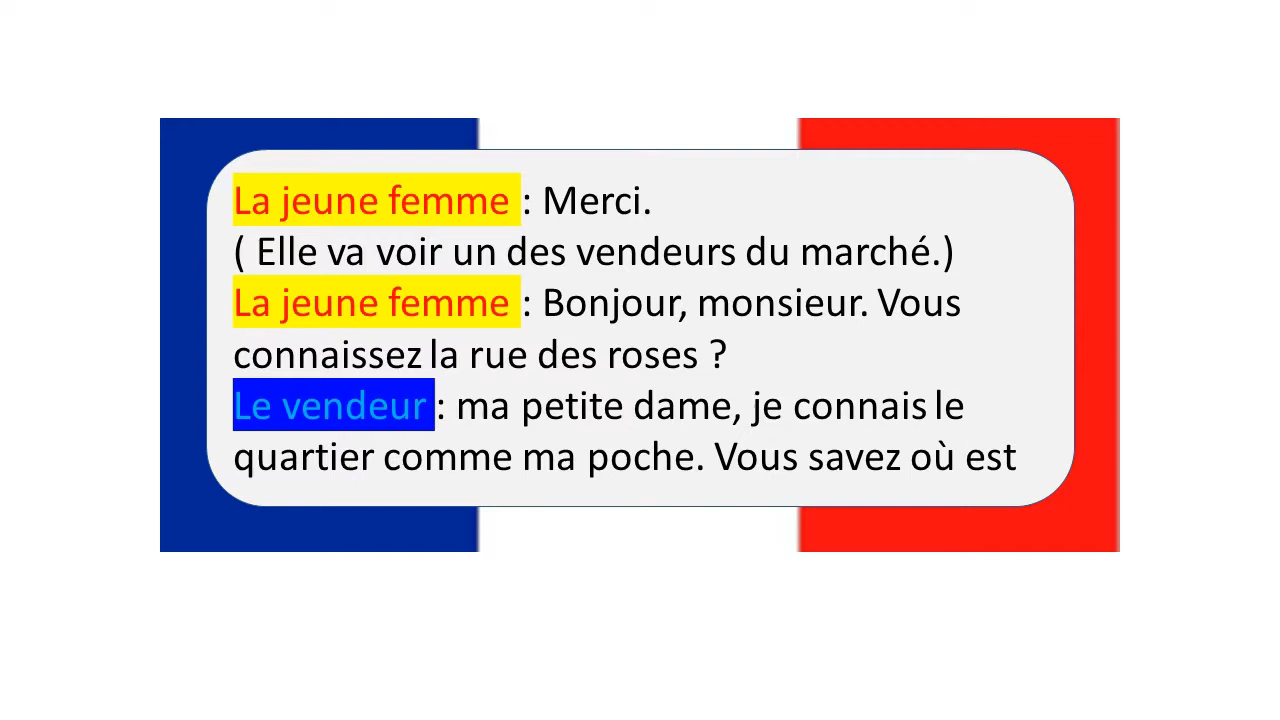 La jeune femme : Merci.
( Elle va voir un des vendeurs du marché.)
La jeune femme : Bonjour, monsieur. Vous
connaissez la rue des roses ?
Le vendeur : ma petite dame, je connais le
quartier comme ma poche. Vous savez où est